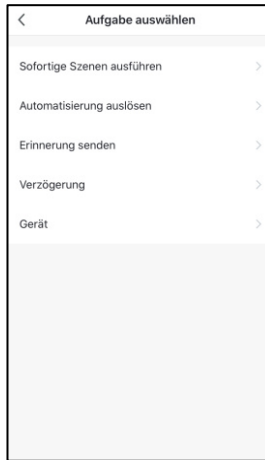 Aufgabe auswählen
Sofortige Szenen ausführen
Automatisierung auslösen
Erinnerung senden
Verzögerung
Gerät